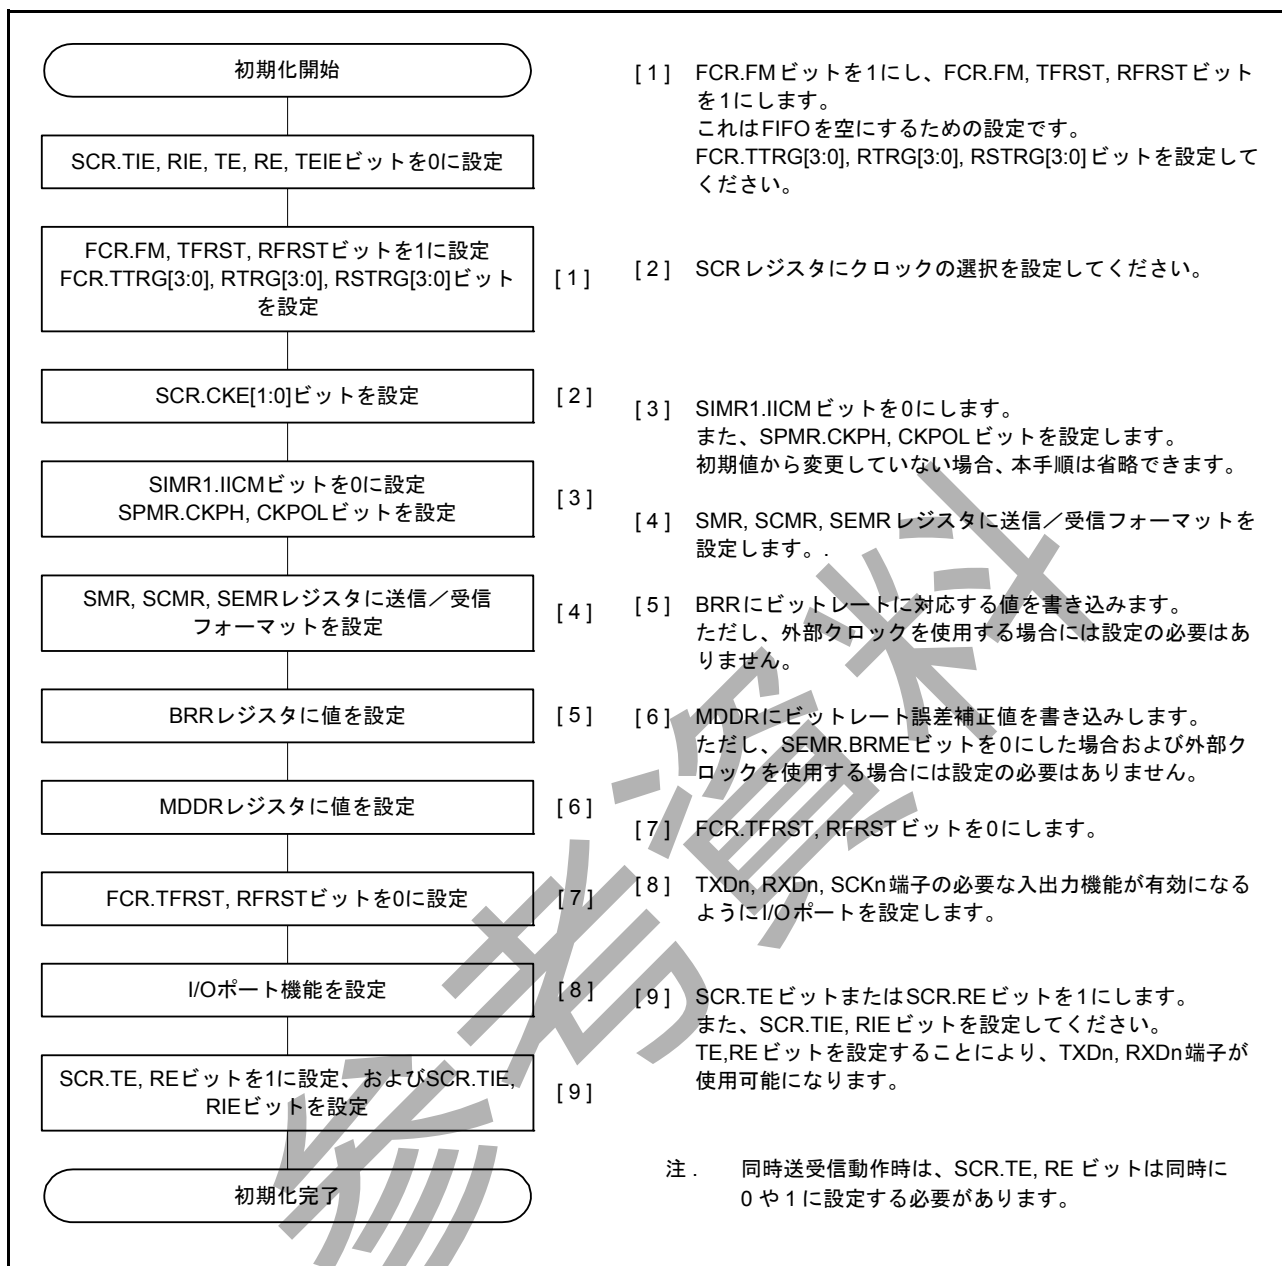 初期化開始
SCR.TIE, RIE, TE, RE, TEIEビットを0に設定
FCR.FM, TFRST, RFRSTビットを1に設定
FCR.TTRG[3:0], RTRG[3:0], RSTRG[3:0]ビット
を設定
[ 1 ]
SCR.CKE[1:0]ビットを設定
[ 2 ]
SIMR1.IICMビットを0に設定
SPMR.CKPH, CKPOLビットを設定
[ 3 ]
SMR, SCMR, SEMRレジスタに送信／受信
フォーマットを設定
[ 4 ]
BRRレジスタに値を設定
[ 5 ]
MDDRレジスタに値を設定
[ 6 ]
FCR.TFRST, RFRSTビットを0に設定
[ 7 ]
I/Oポート機能を設定
[ 8 ]
SCR.TE, REビットを1に設定、およびSCR.TIE,
RIEビットを設定
[ 9 ]
初期化完了
[ 1 ] FCR.FMビットを1にし、FCR.FM, TFRST, RFRSTビット
を1にします。
これはFIFOを空にするための設定です。
FCR.TTRG[3:0], RTRG[3:0], RSTRG[3:0]ビットを設定して
ください。
[ 2 ] SCRレジスタにクロックの選択を設定してください。
[ 3 ] SIMR1.IICMビットを0にします。
また、SPMR.CKPH, CKPOLビットを設定します。
初期値から変更していない場合、本手順は省略できます。
[ 4 ] SMR, SCMR, SEMRレジスタに送信／受信フォーマットを
設定します。.
[ 5 ] BRRにビットレートに対応する値を書き込みます。
ただし、外部クロックを使用する場合には設定の必要はあ
りません。
[ 6 ] MDDRにビットレート誤差補正値を書き込みします。
ただし、SEMR.BRMEビットを0にした場合および外部ク
ロックを使用する場合には設定の必要はありません。
[ 7 ] FCR.TFRST, RFRSTビットを0にします。
[ 8 ] TXDn, RXDn, SCKn端子の必要な入出力機能が有効になる
ようにI/Oポートを設定します。
[ 9 ] SCR.TEビットまたはSCR.REビットを1にします。
また、SCR.TIE, RIEビットを設定してください。
TE,REビットを設定することにより、TXDn, RXDn端子が
使用可能になります。
注 . 同時送受信動作時は、SCR.TE, RE ビットは同時に
0 や 1 に設定する必要があります。
参考資料